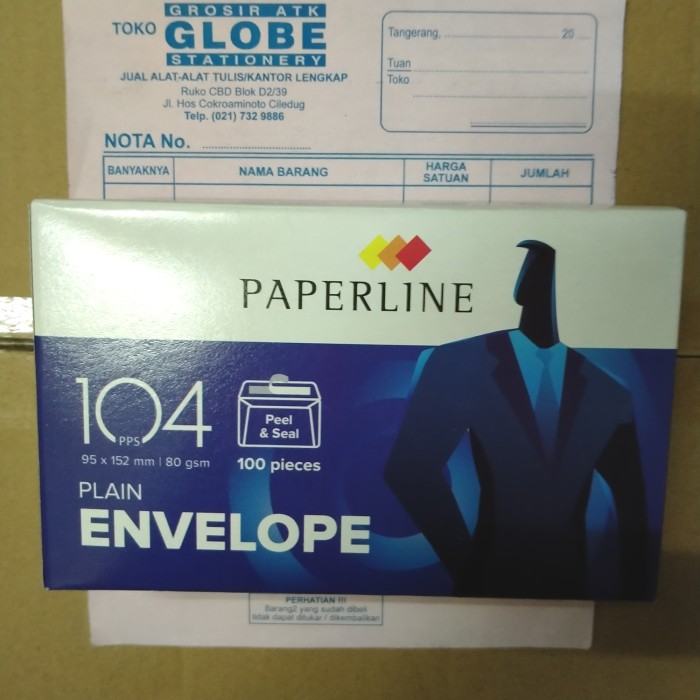 GROSIR ATK
TOKO GLOBE
STATIONERY
JUAL ALAT-ALAT TULIS/KANTOR LENGKAP
Ruko CBD Blok D2/39
Jl. Hos Cokroaminoto Ciledug
Telp. (021) 732 9886
Tangerang, 20
Tuan
Toko
NOTA No.
BANYAKNYA NAMA BARANG HARGA SATUAN JUMLAH
PAPERLINE
104 PPS
95 x 152 mm | 80 gsm
Peel
& Seal
100 pieces
PLAIN
ENVELOPE
PERHATIAN !!!
Barang2 yang sudah dibeli
tidak dapat ditukar / dikembalikan